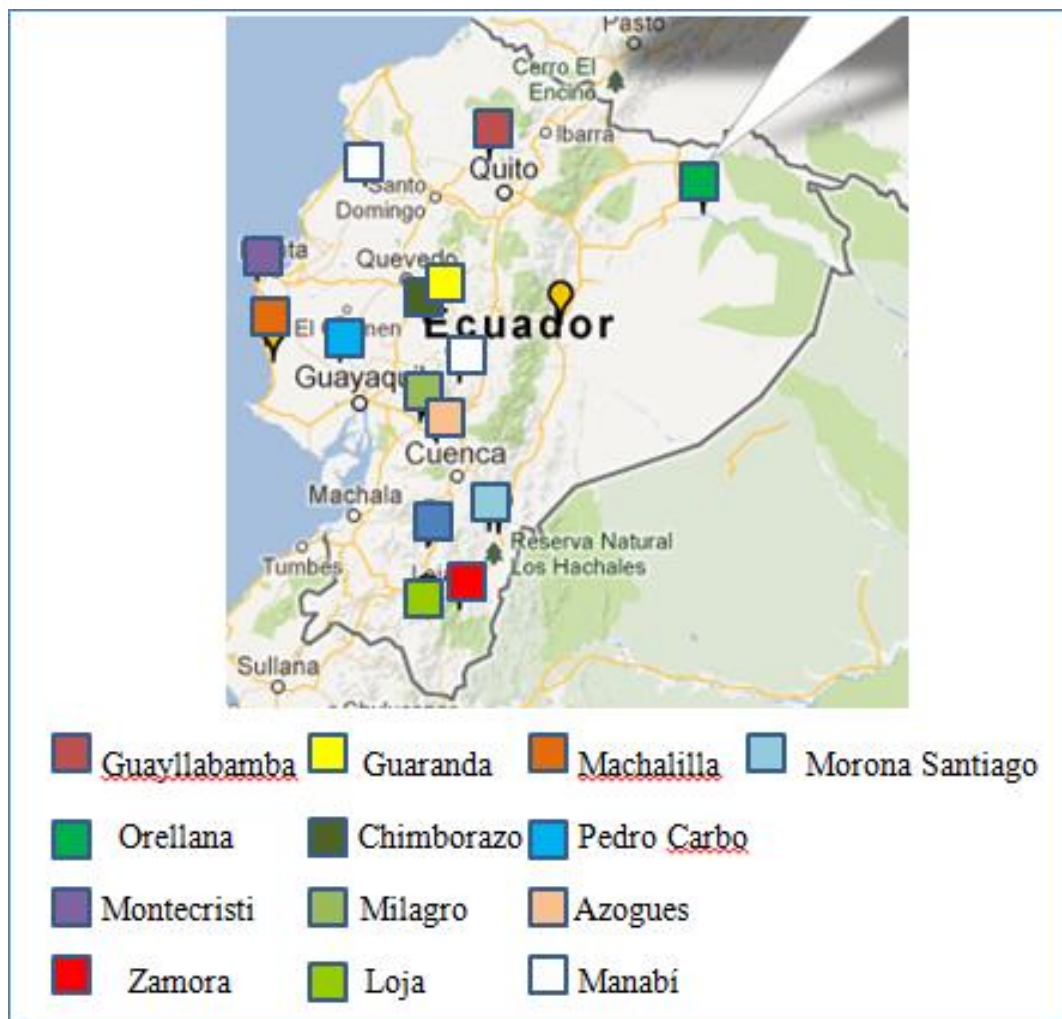 Pasto
Cerro El
Encino
Ibarra
Quito
Santo
Domingo
Quevedo
El
Ecuador
Guayaquil
Cuenca
Machala
Reserva Natural
Los Hachales
Tumbes
Sullana
Guayllabamba
Guaranda
Machalilla
Morona Santiago
Orellana
Chimborazo
Pedro Carbo
Montecristi
Milagro
Azogues
Zamora
Loja
Manabí